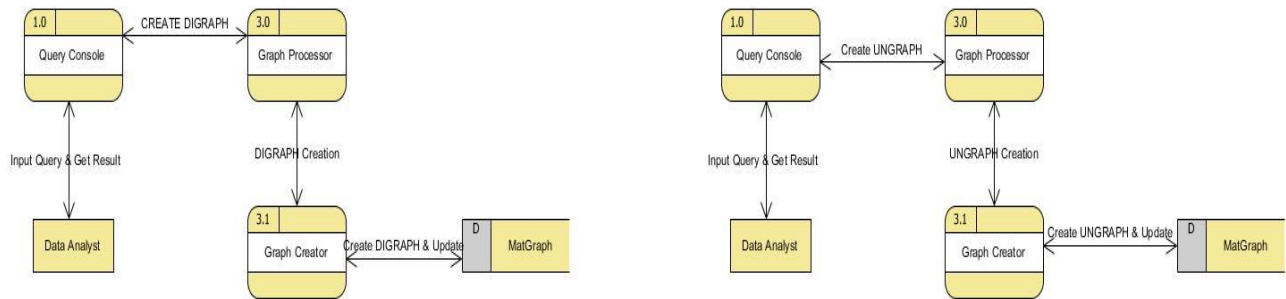 1.0
Query Console
CREATE DIGRAPH
3.0
Graph Processor
Input Query & Get Result
DIGRAPH Creation
Data Analyst
3.1
Graph Creator
Create DIGRAPH & Update
D
MatGraph
1.0
Query Console
Create UNGRAPH
3.0
Graph Processor
Input Query & Get Result
UNGRAPH Creation
Data Analyst
3.1
Graph Creator
Create UNGRAPH & Update
D
MatGraph